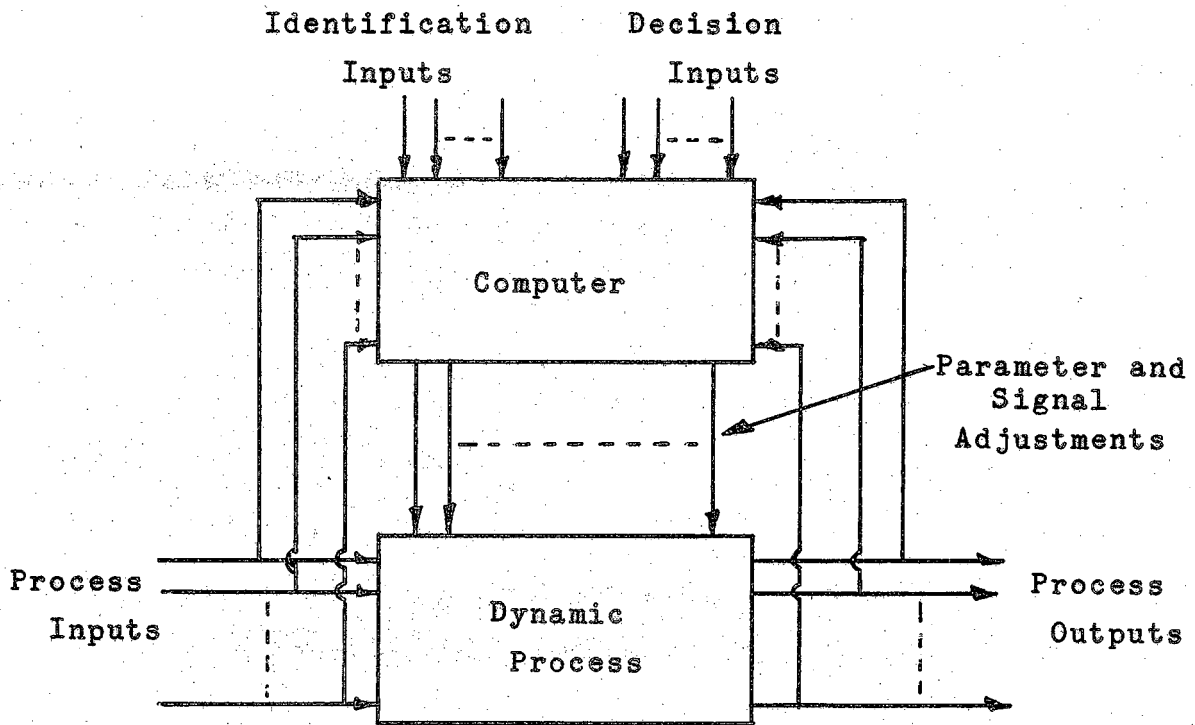 Identification
Inputs
Decision
Inputs
Computer
Parameter and
Signal
Adjustments
Process
Inputs
Dynamic
Process
Process
Outputs